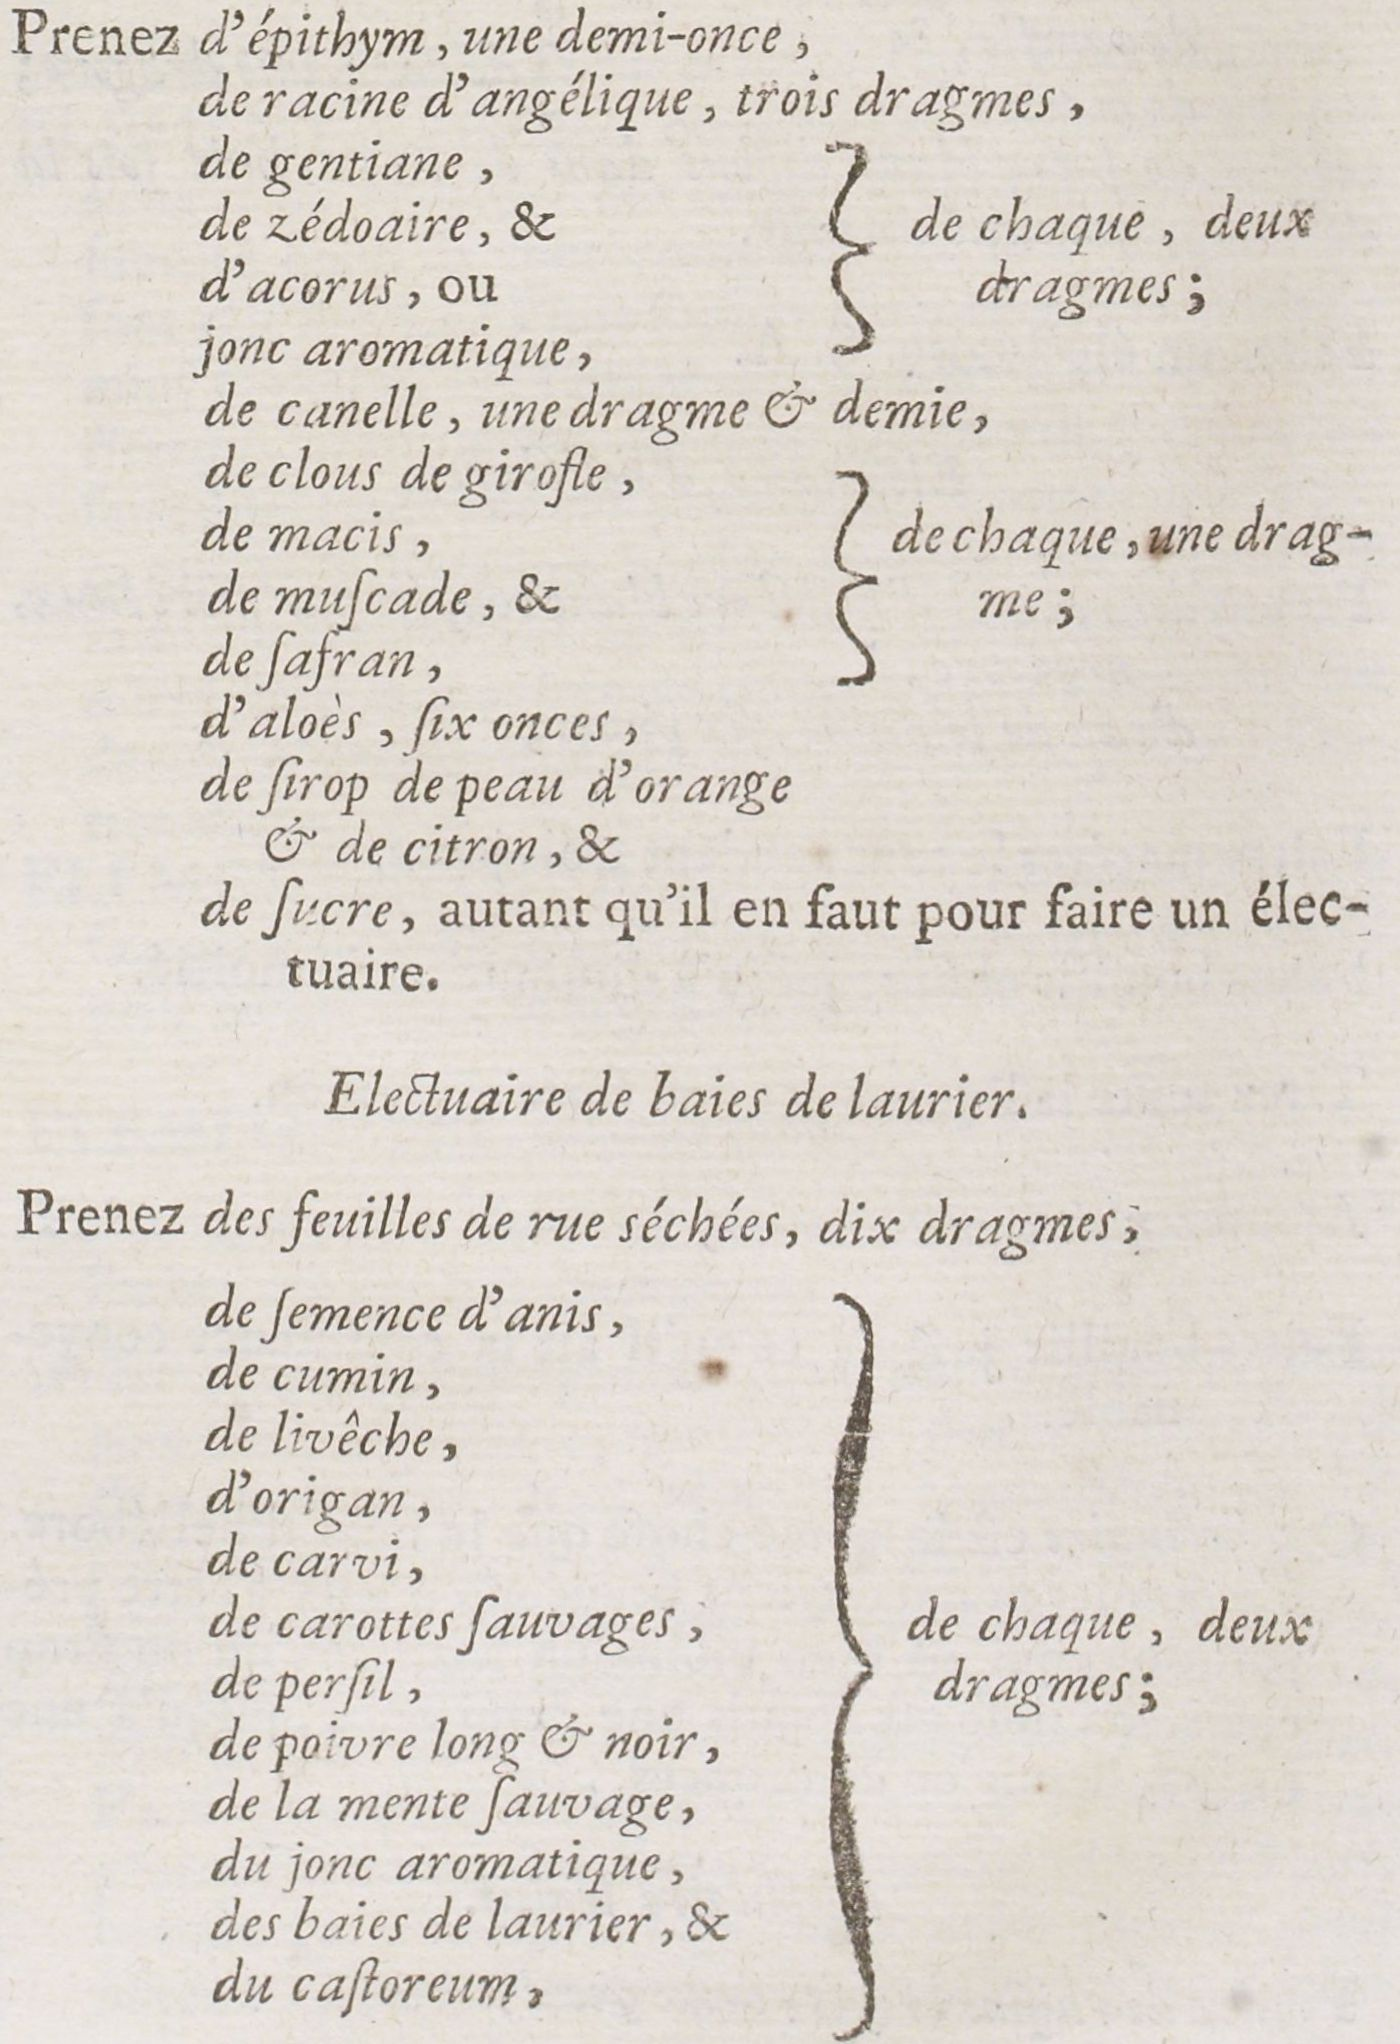 Prenez d'épithym, une demi-once,
de racine d'angélique, trois dragmes,
de gentiane,
de zédoaire, &
d'acorus, ou
jonc aromatique,
de chaque, deux
dragmes;
de canelle, une dragme & demie,
de clous de girofle,
de macis,
de muſcade, &
de ſafran,
de chaque, une drag-
me;
d'aloès, ſix onces,
de ſirop de peau d'orange
& de citron, &
de ſucre, autant qu'il en faut pour faire un élec-
tuaire.
Electuaire de baies de laurier.
Prenez des feuilles de rue séchées, dix dragmes;
de ſemence d'anis,
de cumin,
de livêche,
d'origan,
de carvi,
de carottes ſauvages,
de perſil,
de poivre long & noir,
de la mente ſauvage,
du jonc aromatique,
des baies de laurier, &
du caſtoreum,
de chaque, deux
dragmes;